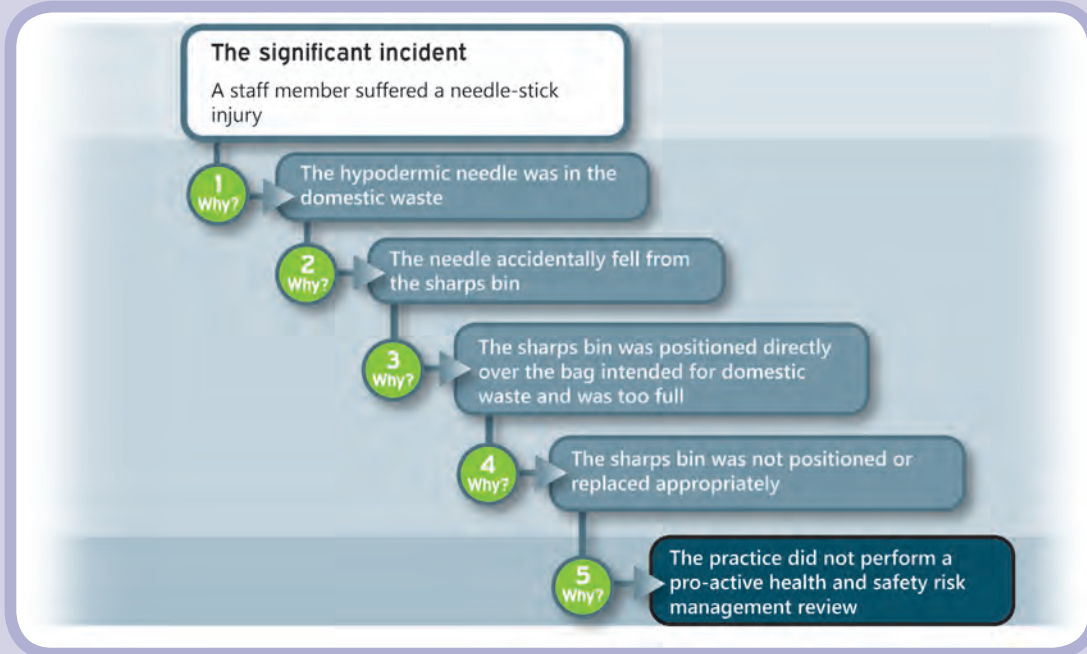 The significant incident
A staff member suffered a needle-stick
injury
1
Why?
The hypodermic needle was in the
domestic waste
2
Why?
The needle accidentally fell from
the sharps bin
3
Why?
The sharps bin was positioned directly
over the bag intended for domestic
waste and was too full
4
Why?
The sharps bin was not positioned or
replaced appropriately
5
Why?
The practice did not perform a
pro-active health and safety risk
management review